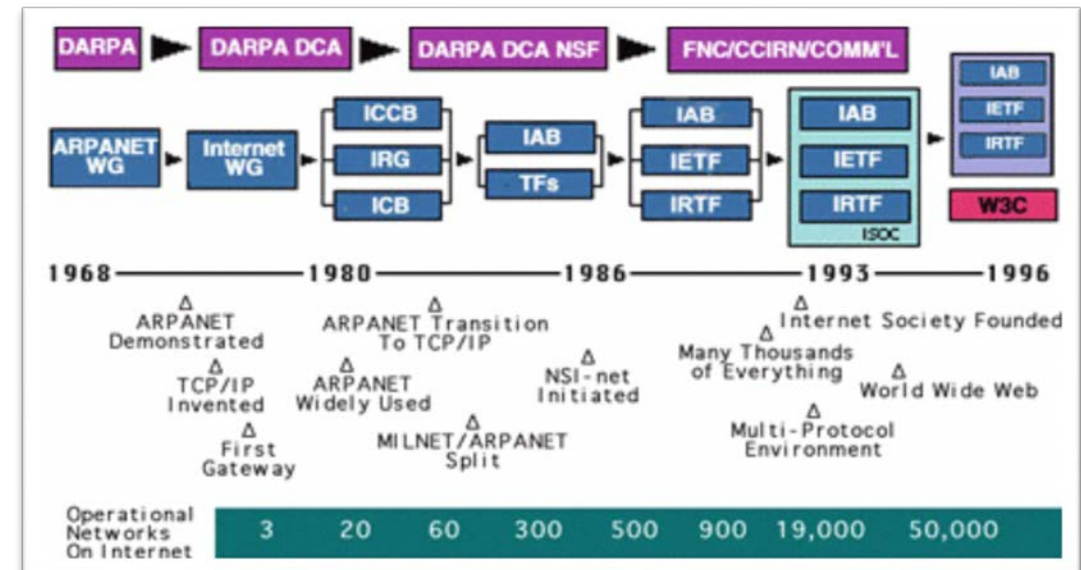 DARPA
DARPA DCA
DARPA DCA NSF
FNC/CCIRN/COMM'L
ARPANET
WG
Internet
WG
ICCB
IRG
ICB
IAB
TFs
IAB
IETF
IRTF
IAB
IETF
IRTF
ISOC
IAB
IETF
IRTF
W3C
1968
1980
1986
1993
1996
ARPANET
Demonstrated
TCP/IP
Invented
First
Gateway
ARPANET Transition
To TCP/IP
ARPANET
Widely Used
MILNET/ARPANET
Split
NSI-net
Initiated
Internet Society Founded
Many Thousands
of Everything
World Wide Web
Multi-Protocol
Environment
Operational
Networks
On Internet
3 20 60 300 500 900 19,000 50,000